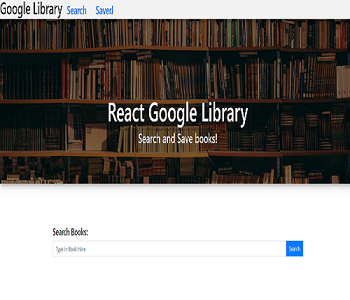 Google Library Search Saved
React Google Library
Search and Save books!
Search Books:
Type in Book Here
Search